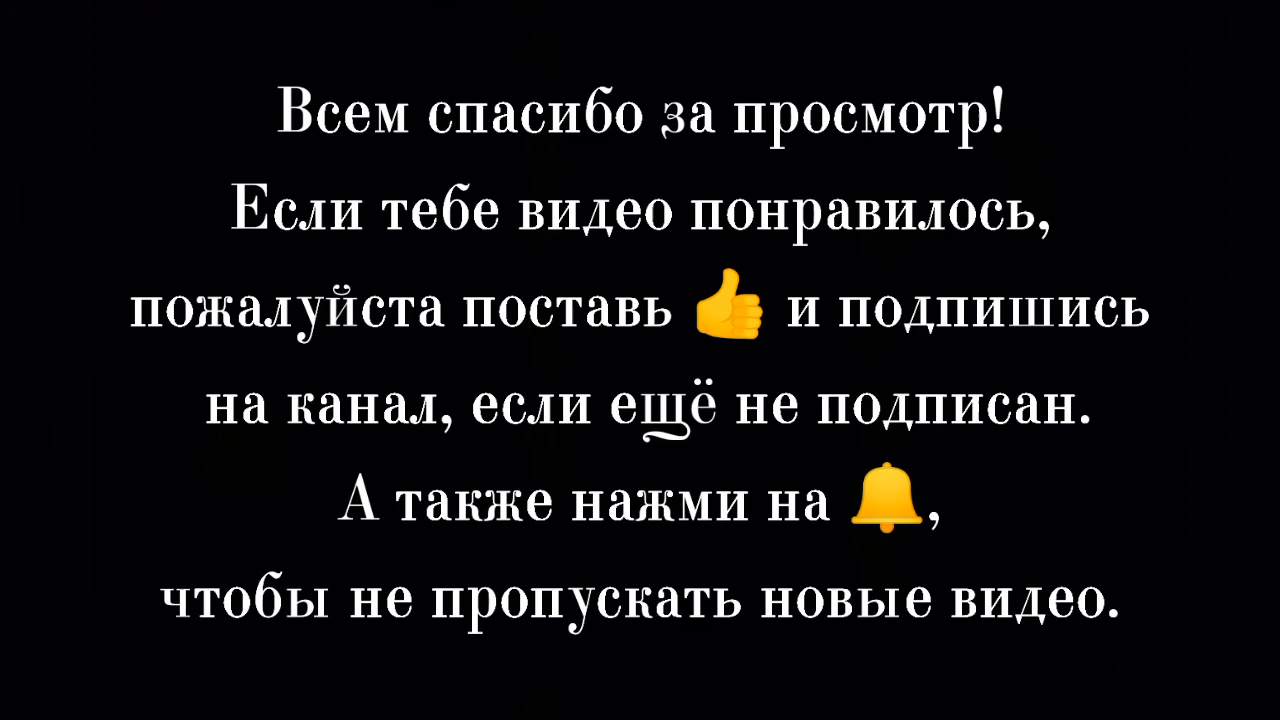 Всем спасибо за просмотр!
Если тебе видео понравилось,
пожалуйста поставь 👍 и подпишись
на канал, если ещё не подписан.
А также нажми на 🔔,
чтобы не пропускать новые видео.